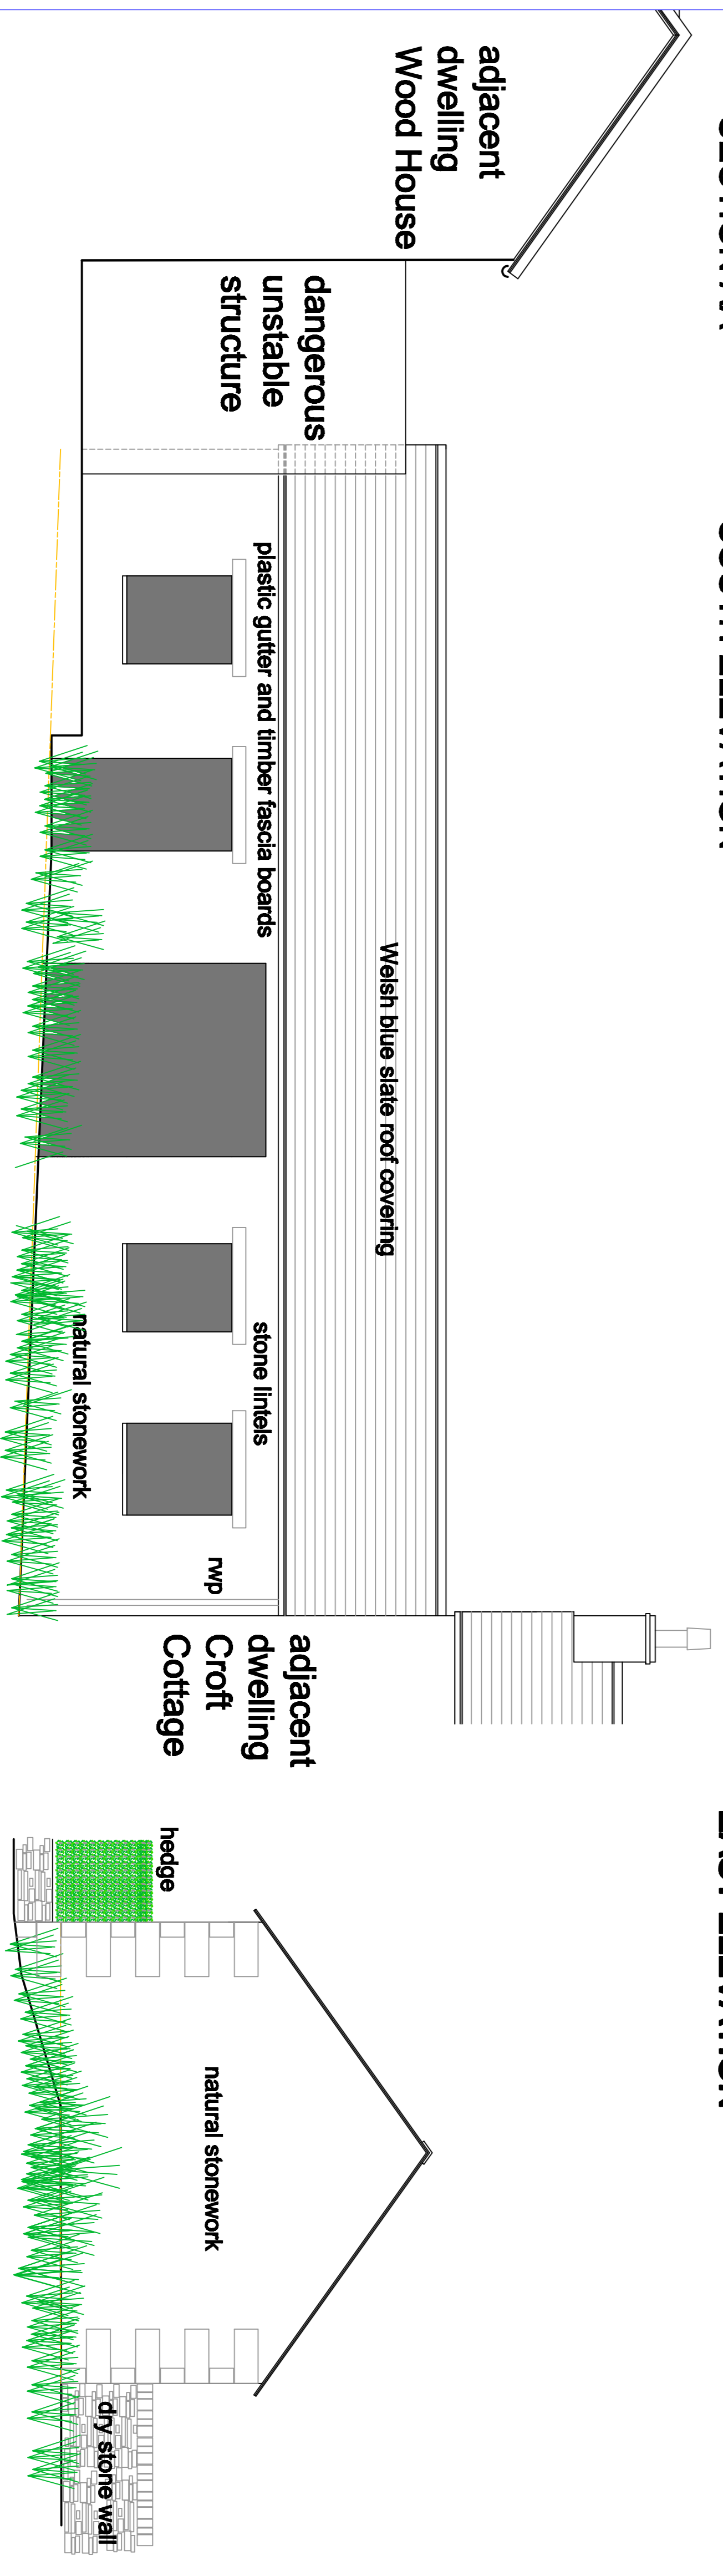 adjacent
dwelling
Wood House
dangerous
unstable
structure
plastic gutter and timber fascia boards
Welsh blue slate roof covering
natural stonework
stone lintels
rwp
adjacent
dwelling
Croft
Cottage
hedge
natural stonework
dry stone wall